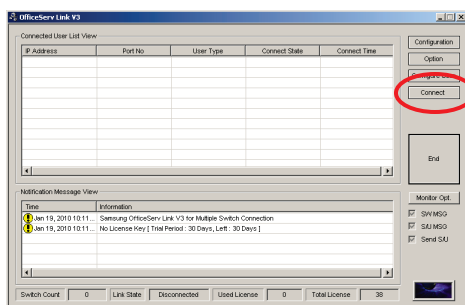 OfficeServ Link V3
Connected User List View
IP Address Port No User Type Connect State Connect Time
Configuration
Option
Connect
End
Notification Message View
Time Information
Jan 19, 2010 10:11... Samsung OfficeServ Link V3 for Multiple Switch Connection
Jan 19, 2010 10:11... No License Key [ Trial Period : 30 Days, Left : 30 Days ]
Monitor Opt.
SW MSG
S/U MSG
Send S/U
Switch Count 0 Link State Disconnected Used License 0 Total License 38